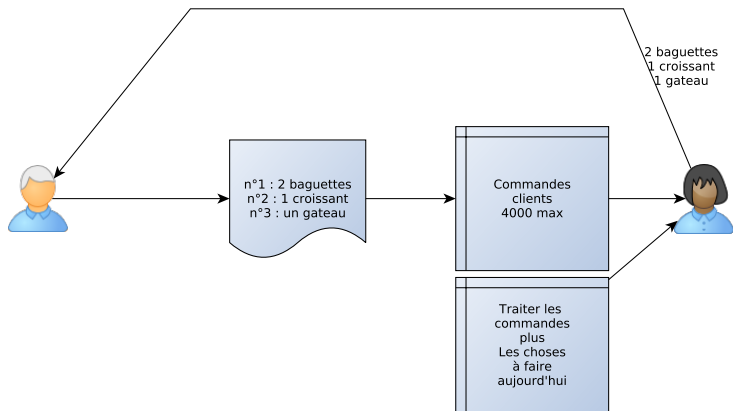 2 baguettes
1 croissant
1 gateau
n°1 : 2 baguettes
n°2 : 1 croissant
n°3 : un gateau
Commandes
clients
4000 max
Traiter les
commandes
plus
Les choses
à faire
aujourd'hui